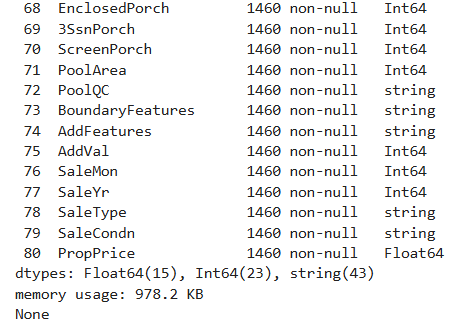 68 EnclosedPorch 1460 non-null Int64
69 3SsnPorch 1460 non-null Int64
70 ScreenPorch 1460 non-null Int64
71 PoolArea 1460 non-null Int64
72 PoolQC 1460 non-null string
73 BoundaryFeatures 1460 non-null string
74 AddFeatures 1460 non-null string
75 AddVal 1460 non-null Int64
76 SaleMon 1460 non-null Int64
77 SaleYr 1460 non-null Int64
78 SaleType 1460 non-null string
79 SaleCondn 1460 non-null string
80 PropPrice 1460 non-null Float64
dtypes: Float64(15), Int64(23), string(43)
memory usage: 978.2 KB
None